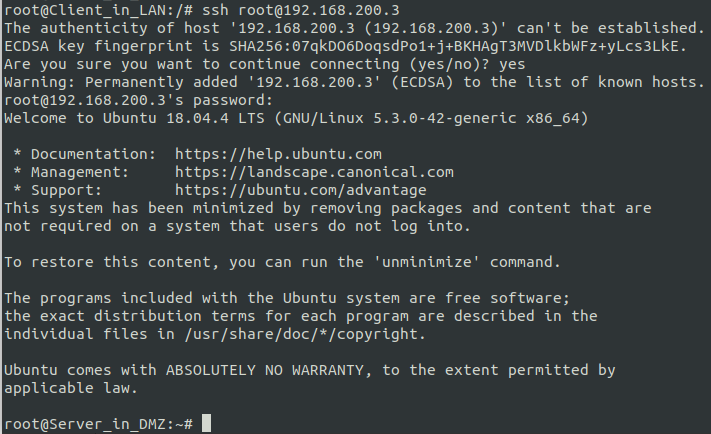 root@Client_in_LAN:/# ssh root@192.168.200.3
The authenticity of host '192.168.200.3 (192.168.200.3)' can't be established.
ECDSA key fingerprint is SHA256:07qkDO6DoqsdPo1+j+BKHAgT3MVDlkbWFz+yLcs3LkE.
Are you sure you want to continue connecting (yes/no)? yes
Warning: Permanently added '192.168.200.3' (ECDSA) to the list of known hosts.
root@192.168.200.3's password:
Welcome to Ubuntu 18.04.4 LTS (GNU/Linux 5.3.0-42-generic x86_64)

 * Documentation:  https://help.ubuntu.com
 * Management:     https://landscape.canonical.com
 * Support:        https://ubuntu.com/advantage
This system has been minimized by removing packages and content that are
not required on a system that users do not log into.

To restore this content, you can run the 'unminimize' command.

The programs included with the Ubuntu system are free software;
the exact distribution terms for each program are described in the
individual files in /usr/share/doc/*/copyright.

Ubuntu comes with ABSOLUTELY NO WARRANTY, to the extent permitted by
applicable law.

root@Server_in_DMZ:~#